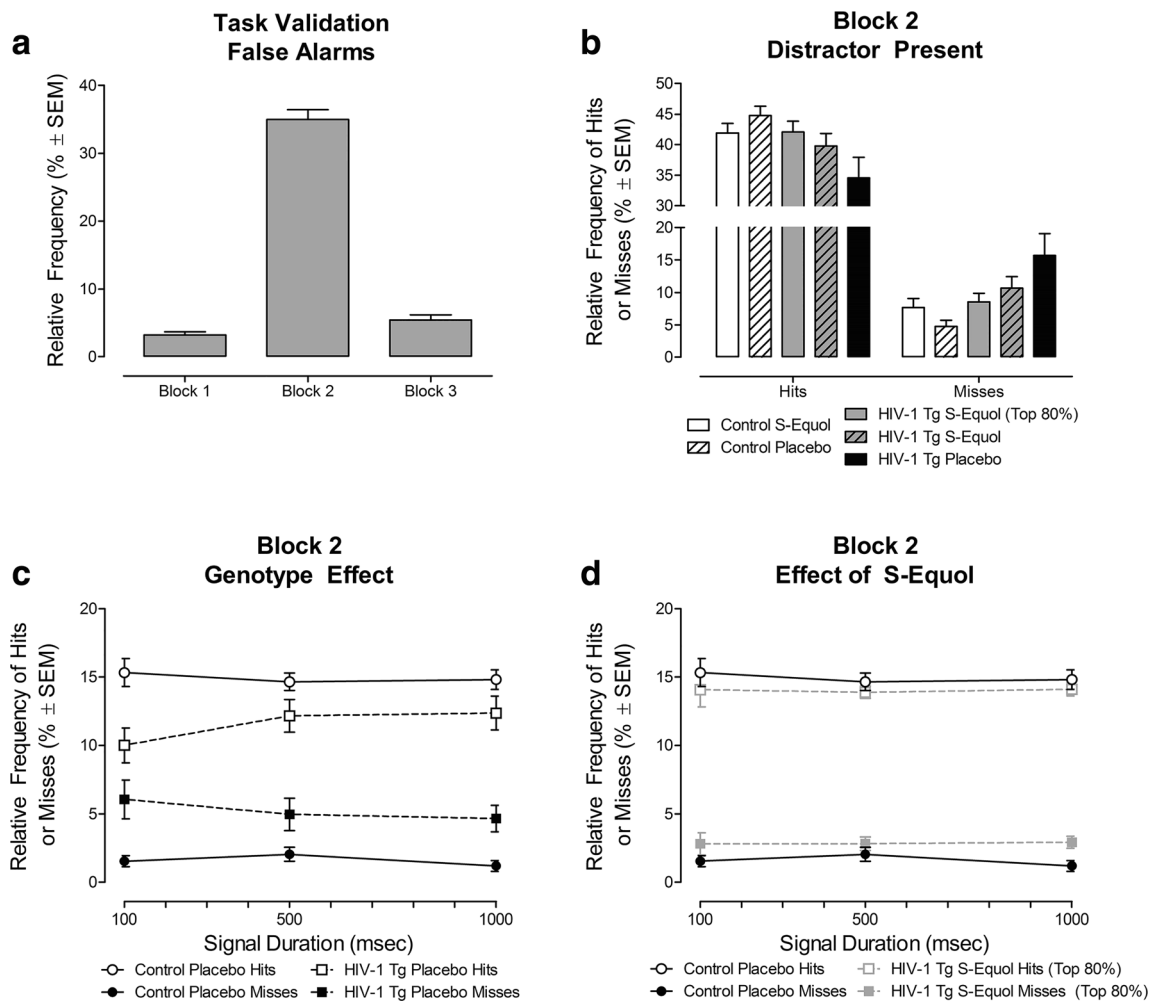 a
Task Validation
False Alarms
Relative Frequency (% ± SEM)
40
30
20
10
0
Block 1
Block 2
Block 3
b
Block 2
Distractor Present
Relative Frequency of Hits
or Misses (% ± SEM)
50
45
40
35
30
20
15
10
5
0
Hits
Misses
Control S-Equol
Control Placebo
HIV-1 Tg S-Equol (Top 80%)
HIV-1 Tg S-Equol
HIV-1 Tg Placebo
c
Block 2
Genotype Effect
Relative Frequency of Hits
or Misses (% ± SEM)
20
15
10
5
0
100
500
1000
Signal Duration (msec)
Control Placebo Hits
Control Placebo Misses
HIV-1 Tg Placebo Hits
HIV-1 Tg Placebo Misses
d
Block 2
Effect of S-Equol
Relative Frequency of Hits
or Misses (% ± SEM)
20
15
10
5
0
100
500
1000
Signal Duration (msec)
Control Placebo Hits
Control Placebo Misses
HIV-1 Tg S-Equol Hits (Top 80%)
HIV-1 Tg S-Equol Misses (Top 80%)